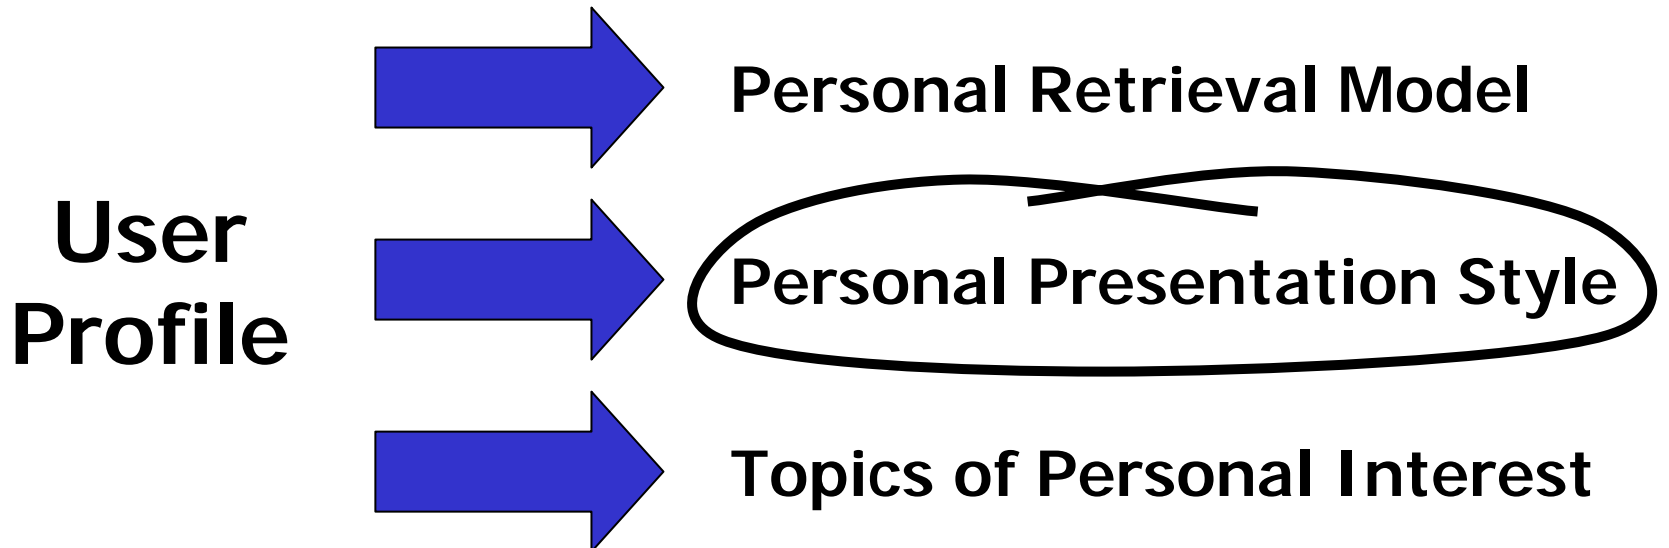 User
Profile
Personal Retrieval Model
Personal Presentation Style
Topics of Personal Interest